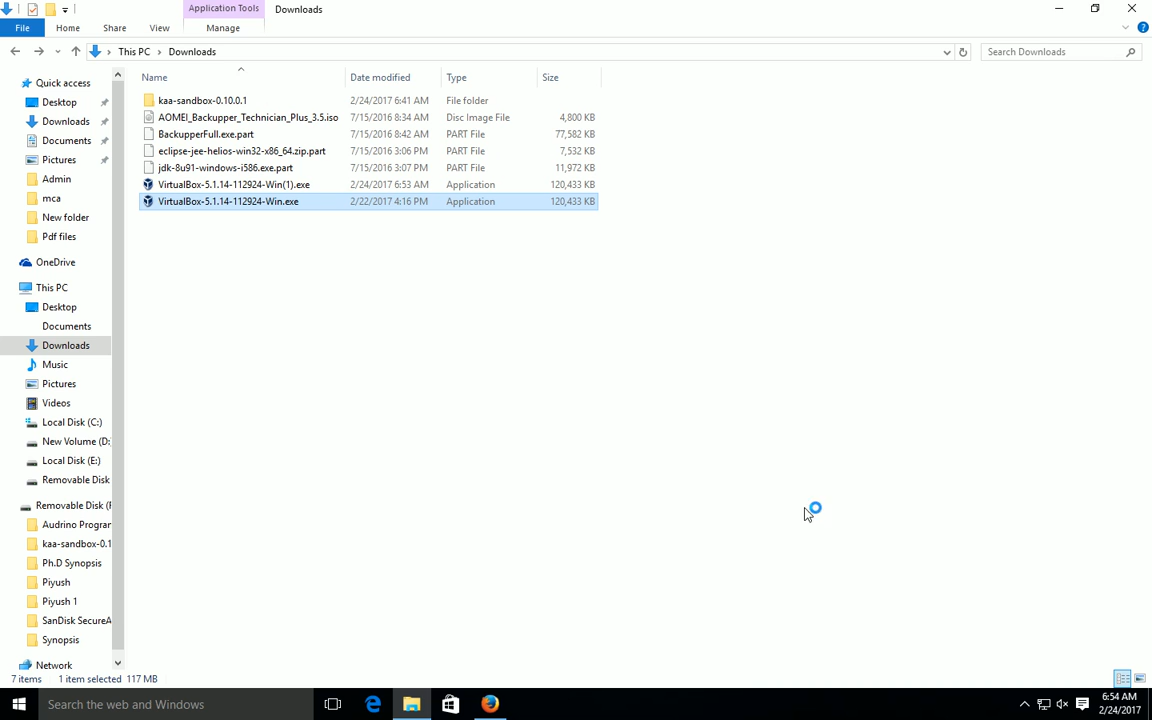 Application Tools Downloads
File Home Share View Manage
This PC Downloads Search Downloads
Name Date modified Type Size
Quick access
Desktop
Downloads
Documents
Pictures
Admin
mca
New folder
Pdf files
OneDrive
This PC
Desktop
Documents
Downloads
Music
Pictures
Videos
Local Disk (C:)
New Volume (D:
Local Disk (E:)
Removable Disk
Removable Disk (F
Audrino Progran
kaa-sandbox-0.1
Ph.D Synopsis
Piyush
Piyush 1
SanDisk SecureA
Synopsis
Network
kaa-sandbox-0.10.0.1 2/24/2017 6:41 AM File folder
AOMEI_Backupper_Technician_Plus_3.5.iso 7/15/2016 8:34 AM Disc Image File 4,800 KB
BackupperFull.exe.part 7/15/2016 8:42 AM PART File 77,582 KB
eclipse-jee-helios-win32-x86_64.zip.part 7/15/2016 3:06 PM PART File 7,532 KB
jdk-8u91-windows-i586.exe.part 7/15/2016 3:07 PM PART File 11,972 KB
VirtualBox-5.1.14-112924-Win(1).exe 2/24/2017 6:53 AM Application 120,433 KB
VirtualBox-5.1.14-112924-Win.exe 2/22/2017 4:16 PM Application 120,433 KB
7 items 1 item selected 117 MB
Search the web and Windows
6:54 AM
2/24/2017